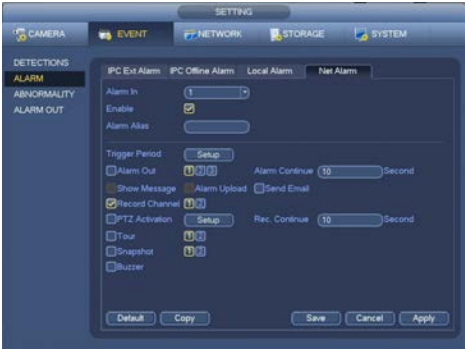 SETTING
CAMERA EVENT NETWORK STORAGE SYSTEM
DETECTIONS
ALARM
ABNORMALITY
ALARM OUT
IPC Ext Alarm IPC Offline Alarm Local Alarm Net Alarm
Alarm In 1
Enable
Alarm Alias
Trigger Period Setup
Alarm Out 1 2 3 Alarm Continue 10 Second
Show Message Alarm Upload Send Email
Record Channel 1 2
PTZ Activation Setup Rec. Continue 10 Second
Tour 1 2
Snapshot 1 2
Buzzer
Default Copy Save Cancel Apply